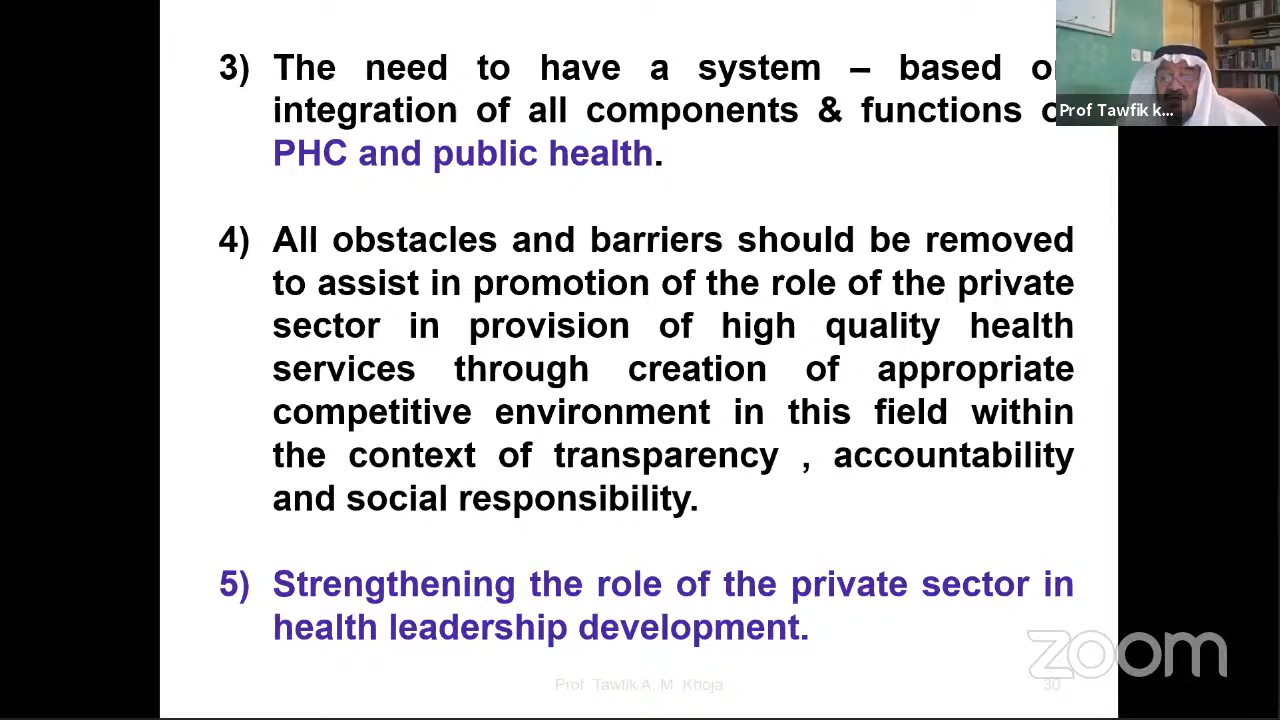 3) The need to have a system – based
integration of all components & functions
PHC and public health.
4) All obstacles and barriers should be removed
to assist in promotion of the role of the private
sector in provision of high quality health
services through creation of appropriate
competitive environment in this field within
the context of transparency , accountability
and social responsibility.
5) Strengthening the role of the private sector in
health leadership development.
Prof Tawfik k...
zoom
Prof Tawfik A. M. Khoja
30